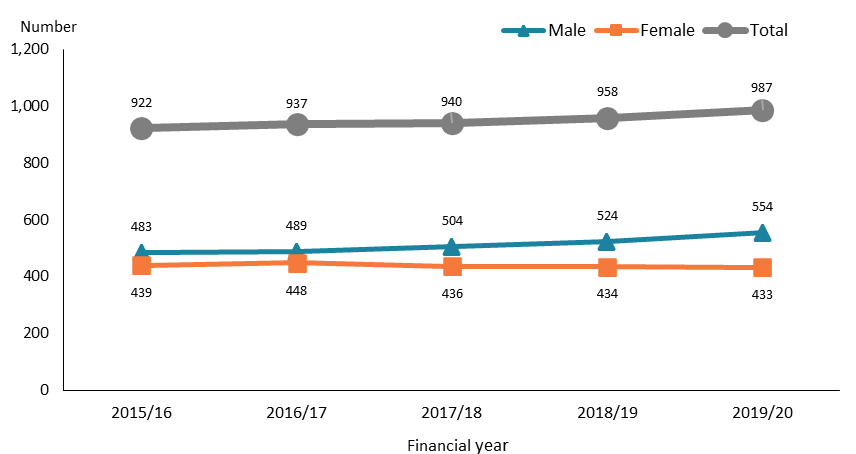 Number
Male Female Total
1,200
1,000
800
600
400
200
0
922 937 940 958 987
483 489 504 524 554
439 448 436 434 433
2015/16 2016/17 2017/18 2018/19 2019/20
Financial year